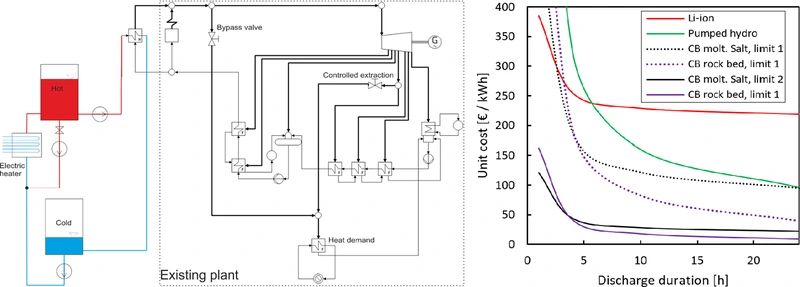 Hot
Electric
heater
Cold
Bypass valve
G
Controlled extraction
Heat demand
Existing plant
Unit cost [€ / kWh]
400
350
300
250
200
150
100
50
0
0
5
10
15
20
Discharge duration [h]
Li-ion
Pumped hydro
CB molt. Salt, limit 1
CB rock bed, limit 1
CB molt. Salt, limit 2
CB rock bed, limit 1